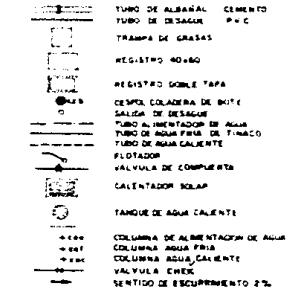 TUBO DE ALBAÑAL CEMENTO
TUBO DE DESAGUE P.V.C
TRAMPA DE GRASAS
REGISTRO 40x60
REGISTRO DOBLE TAPA
CESPOL COLADERA DE BOTE
SALIDA DE DESAGUE
TUBO ALIMENTADOR DE AGUA
TUBO DE AGUA FRIA DE TINACO
TUBO DE AGUA CALIENTE
FLOTADOR
VALVULA DE COMPUERTA
CALENTADOR SOLAR
TANQUE DE AGUA CALIENTE
COLUMNA DE ALIMENTACION DE AGUA
caf COLUMNA AGUA FRIA
cac COLUMNA AGUA CALIENTE
VALVULA CHEK
SENTIDO DE ESCURRIMIENTO 2%